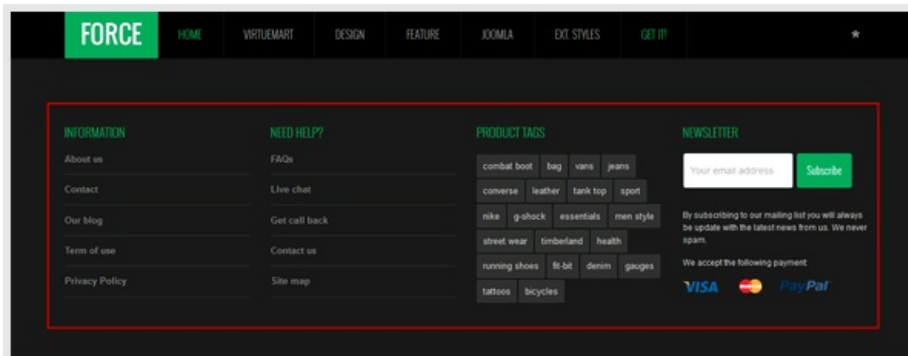 FORCE HOME VIRTUEMART DESIGN FEATURE JOOMLA EXT. STYLES GET IT!
INFORMATION
About us
Contact
Our blog
Term of use
Privacy Policy
NEED HELP?
FAQs
Live chat
Get call back
Contact us
Site map
PRODUCT TAGS
combat boot bag vans jeans
converse leather tank top sport
nike g-shock essentials men style
street wear timberland health
running shoes fit-bit denim gauges
tattoos bicycles
NEWSLETTER
Your email address Subscribe
By subscribing to our mailing list you will always
be update with the latest news from us. We never
spam.
We accept the following payment:
VISA MasterCard PayPal